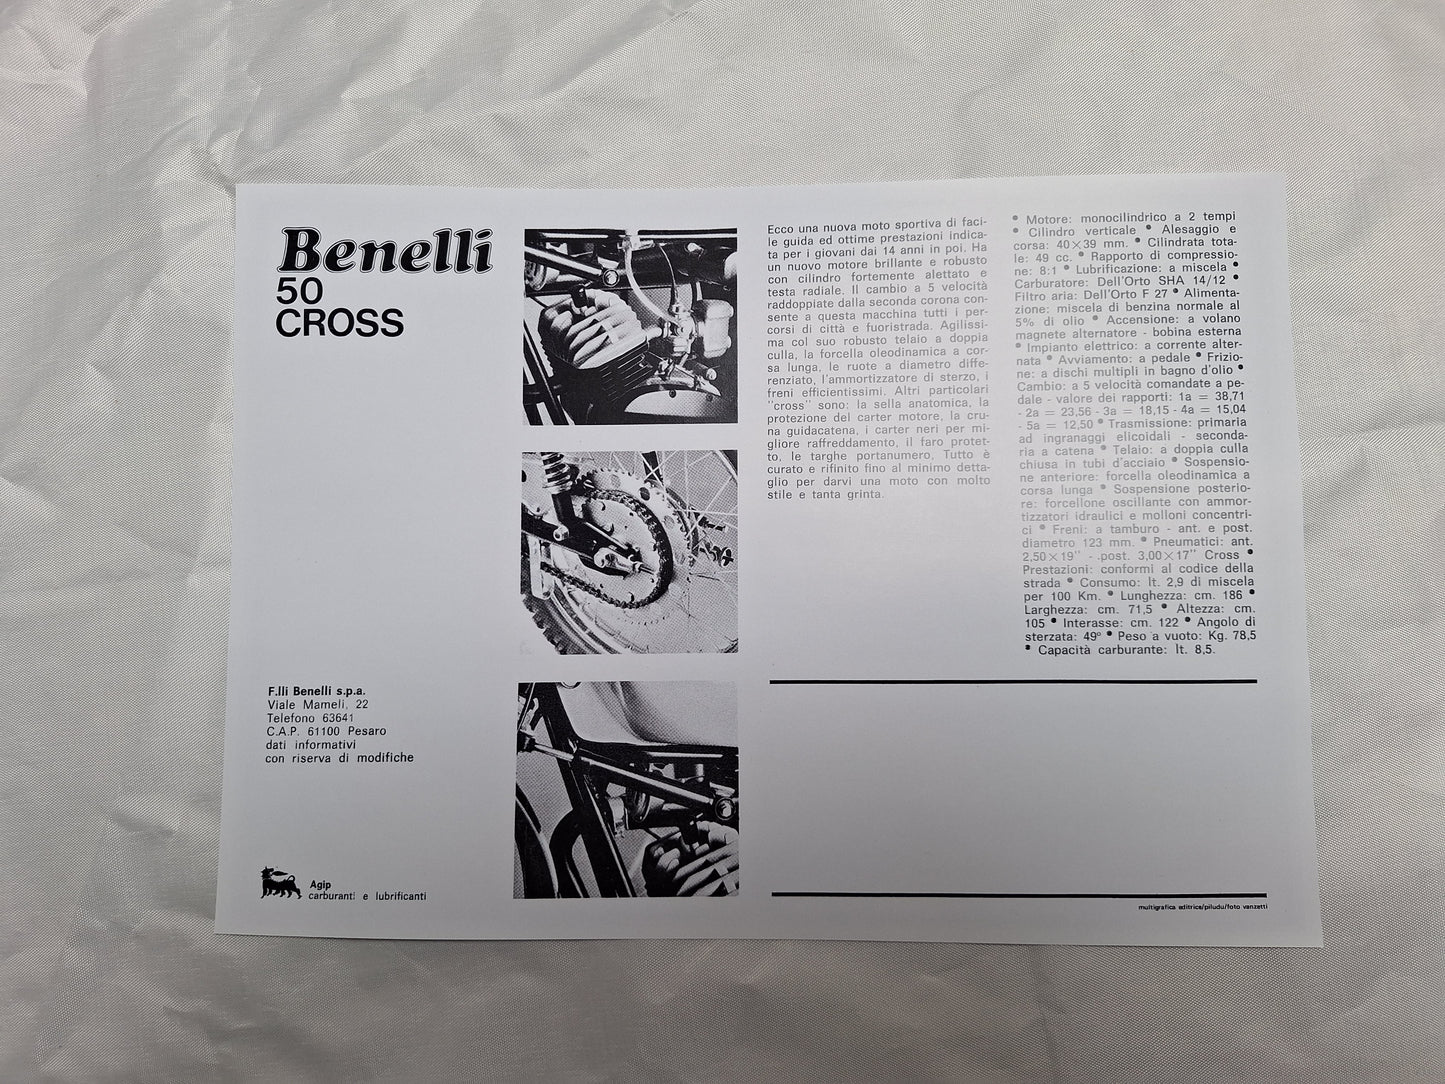 Benelli
50
CROSS
F.lli Benelli s.p.a.
Viale Mameli, 22
Telefono 63641
C.A.P. 61100 Pesaro
dati informativi
con riserva di modifiche
Agip
carburanti e lubrificanti
Ecco una nuova moto sportiva di faci-
le guida ed ottime prestazioni indica-
ta per i giovani dai 14 anni in poi. Ha
un nuovo motore brillante e robusto
con cilindro fortemente alettato e
testa radiale. Il cambio a 5 velocità
raddoppiate dalla seconda corona con-
sente a questa macchina tutti i per-
corsi di città e fuoristrada. Agilissi-
ma col suo robusto telaio a doppia
culla, la forcella oleodinamica a cor-
sa lunga, le ruote a diametro diffe-
renziato, l'ammortizzatore di sterzo, i
freni efficientissimi. Altri particolari
"cross" sono: la sella anatomica, la
protezione del carter motore, la cru-
na guidacatena, i carter neri per mi-
gliore raffreddamento, il faro protet-
to, le targhe portanumero. Tutto è
curato e rifinito fino al minimo detta-
glio per darvi una moto con molto
stile e tanta grinta.
• Motore: monocilindrico a 2 tempi
• Cilindro verticale • Alesaggio e
corsa: 40×39 mm. • Cilindrata tota-
le: 49 cc. • Rapporto di compressio-
ne: 8:1 • Lubrificazione: a miscela •
Carburatore: Dell'Orto SHA 14/12 •
Filtro aria: Dell'Orto F 27 • Alimenta-
zione: miscela di benzina normale al
5% di olio • Accensione: a volano
magnete alternatore - bobina esterna
• Impianto elettrico: a corrente alter-
nata • Avviamento: a pedale • Frizio-
ne: a dischi multipli in bagno d'olio •
Cambio: a 5 velocità comandate a pe-
dale - valore dei rapporti: 1a = 38,71
- 2a = 23,56 - 3a = 18,15 - 4a = 15,04
- 5a = 12,50 • Trasmissione: primaria
ad ingranaggi elicoidali - seconda-
ria a catena • Telaio: a doppia culla
chiusa in tubi d'acciaio • Sospensio-
ne anteriore: forcella oleodinamica a
corsa lunga • Sospensione posterio-
re: forcellone oscillante con ammor-
tizzatori idraulici e molloni concentri-
ci • Freni: a tamburo - ant. e post.
diametro 123 mm. • Pneumatici: ant.
2,50×19" - .post. 3,00×17" Cross •
Prestazioni: conformi al codice della
strada • Consumo: lt. 2,9 di miscela
per 100 Km. • Lunghezza: cm. 186 •
Larghezza: cm. 71,5 • Altezza: cm.
105 • Interasse: cm. 122 • Angolo di
sterzata: 49º • Peso a vuoto: Kg. 78,5
• Capacità carburante: lt. 8,5.
multigrafica editrice/piludu/foto vanzetti